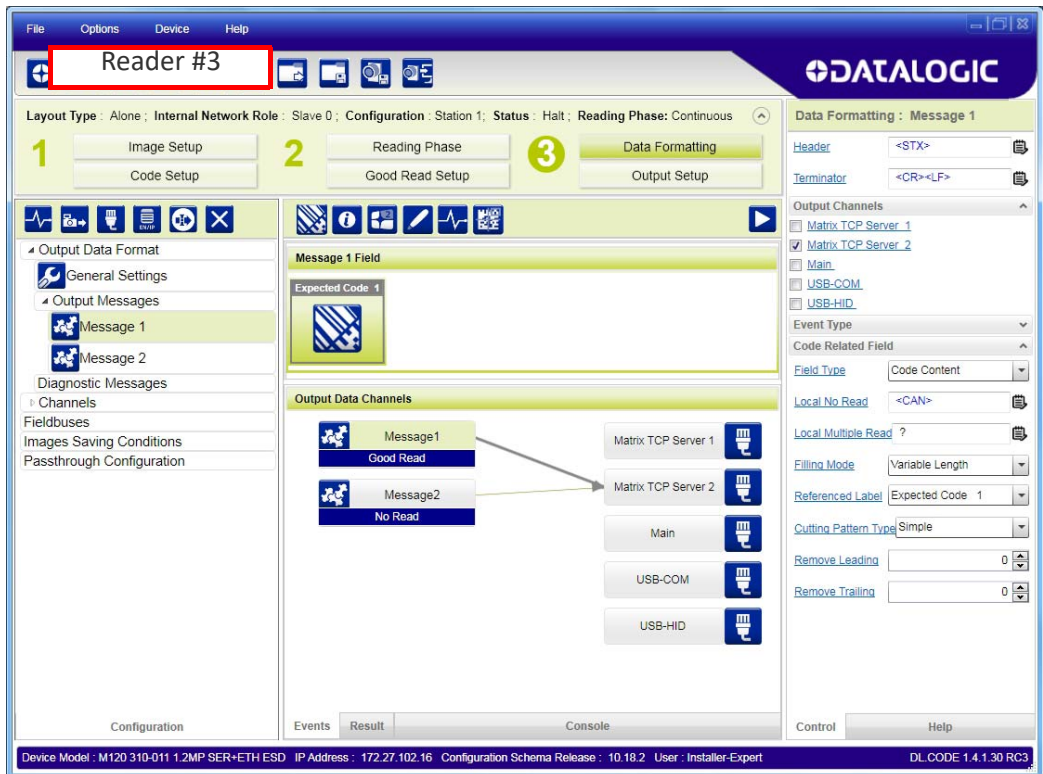 File Options Device Help
Reader #3
DATALOGIC
Layout Type : Alone ; Internal Network Role : Slave 0 ; Configuration : Station 1; Status : Halt ; Reading Phase: Continuous
1 Image Setup 2 Reading Phase 3 Data Formatting
Code Setup Good Read Setup Output Setup
EN/IP
Output Data Format
General Settings
Output Messages
Message 1
Message 2
Diagnostic Messages
Channels
Fieldbuses
Images Saving Conditions
Passthrough Configuration
Configuration
Message 1 Field
Expected Code 1
Output Data Channels
Message1
Good Read
Message2
No Read
Matrix TCP Server 1
Matrix TCP Server 2
Main
USB-COM
USB-HID
Events Result Console
Data Formatting : Message 1
Header <STX>
Terminator <CR><LF>
Output Channels
Matrix TCP Server 1
Matrix TCP Server 2
Main
USB-COM
USB-HID
Event Type
Code Related Field
Field Type Code Content
Local No Read <CAN>
Local Multiple Read ?
Filling Mode Variable Length
Referenced Label Expected Code 1
Cutting Pattern Type Simple
Remove Leading 0
Remove Trailing 0
Control Help
Device Model : M120 310-011 1.2MP SER+ETH ESD IP Address : 172.27.102.16 Configuration Schema Release : 10.18.2 User : Installer-Expert DL.CODE 1.4.1.30 RC3